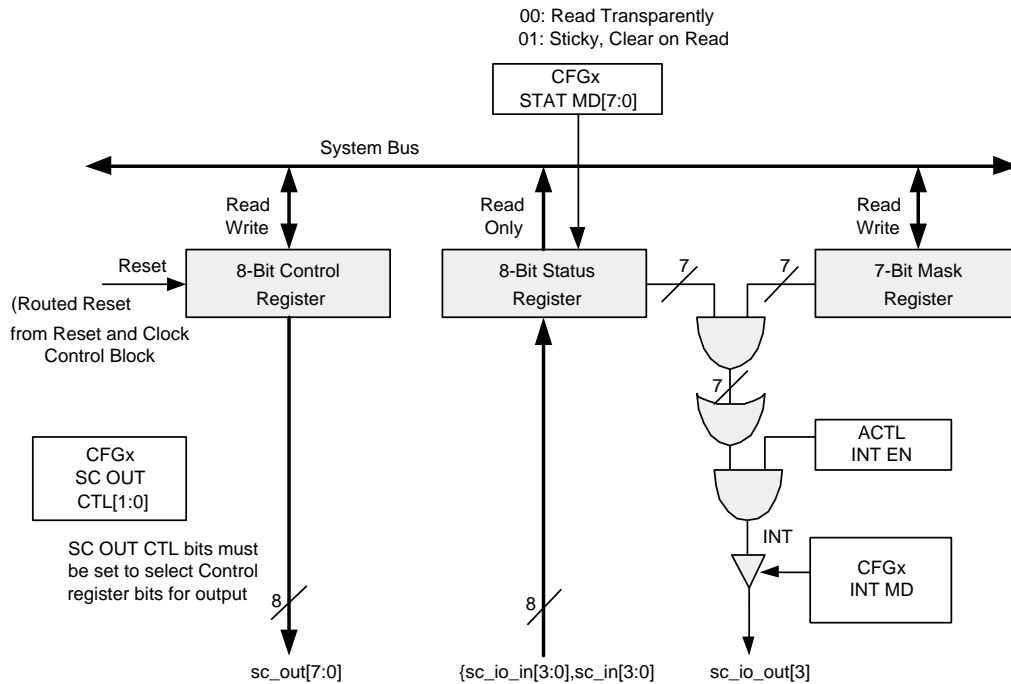 00: Read Transparently
01: Sticky, Clear on Read
CFGx
STAT MD[7:0]
System Bus
Read
Write
Read
Only
Read
Write
Reset
(Routed Reset
from Reset and Clock
Control Block
8-Bit Control
Register
8-Bit Status
Register
7
7
7-Bit Mask
Register
7
CFGx
SC OUT
CTL[1:0]
ACTL
INT EN
SC OUT CTL bits must
be set to select Control
register bits for output
INT
CFGx
INT MD
8
8
sc_out[7:0]
{sc_io_in[3:0],sc_in[3:0]
sc_io_out[3]